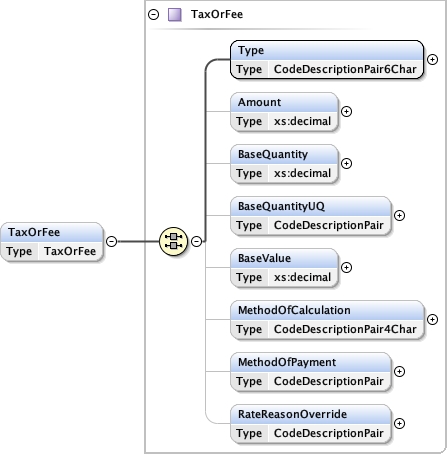 TaxOrFee
Type
Type CodeDescriptionPair6Char
Amount
Type xs:decimal
BaseQuantity
Type xs:decimal
BaseQuantityUQ
Type CodeDescriptionPair
TaxOrFee
Type TaxOrFee
BaseValue
Type xs:decimal
MethodOfCalculation
Type CodeDescriptionPair4Char
MethodOfPayment
Type CodeDescriptionPair
RateReasonOverride
Type CodeDescriptionPair